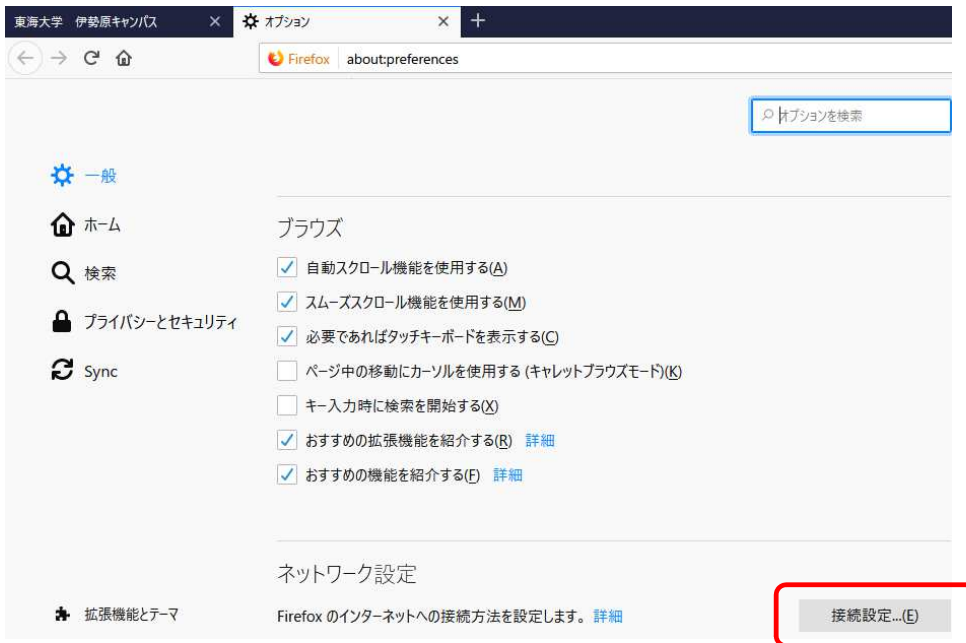 東海大学 伊勢原キャンパス
オプション
Firefox about:preferences
オプションを検索
一般
ホーム
検索
プライバシーとセキュリティ
Sync
ブラウズ
自動スクロール機能を使用する(A)
スムーズスクロール機能を使用する(M)
必要であればタッチキーボードを表示する(C)
ページ中の移動にカーソルを使用する (キャレットブラウズモード)(K)
キー入力時に検索を開始する(X)
おすすめの拡張機能を紹介する(R) 詳細
おすすめの機能を紹介する(F) 詳細
ネットワーク設定
拡張機能とテーマ
Firefox のインターネットへの接続方法を設定します。 詳細
接続設定...(E)